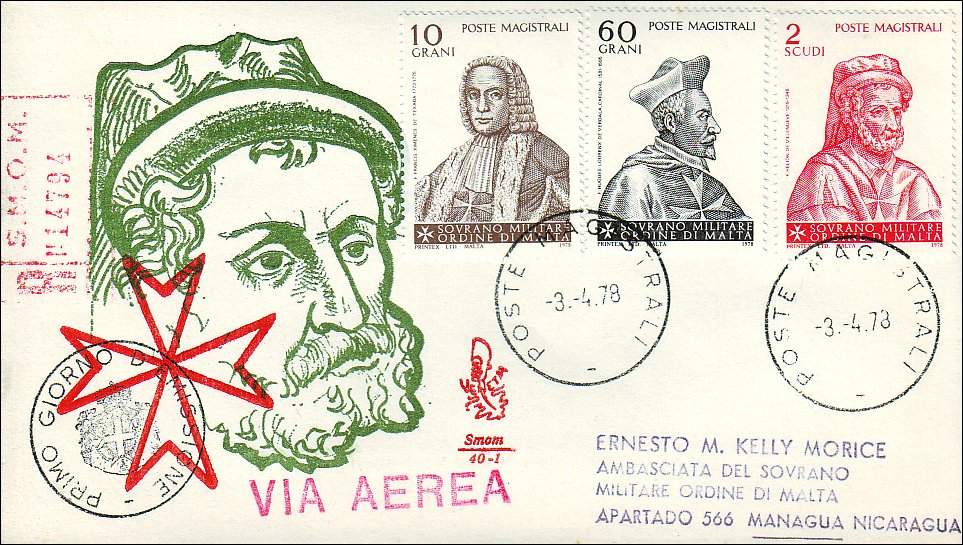 10
GRANI
POSTE MAGISTRALI
SOVRANO MILITARE
ORDINE DI MALTA
PRINTEX LTD. MALTA 1978
60
GRANI
POSTE MAGISTRALI
SOVRANO MILITARE
ORDINE DI MALTA
PRINTEX LTD. MALTA 1978
2
SCUDI
POSTE MAGISTRALI
SOVRANO MILITARE
ORDINE DI MALTA
PRINTEX LTD. MALTA 1978
S.M.O.M.
R N 14784
POSTE MAGISTRALI
-3.-4.78
POSTE MAGISTRALI
-3.-4.78
PRIMO GIORNO D'EMISSIONE
Smom
40-1
VIA AEREA
ERNESTO M. KELLY MORICE
AMBASCIATA DEL SOVRANO
MILITARE ORDINE DI MALTA
APARTADO 566 MANAGUA NICARAGUA